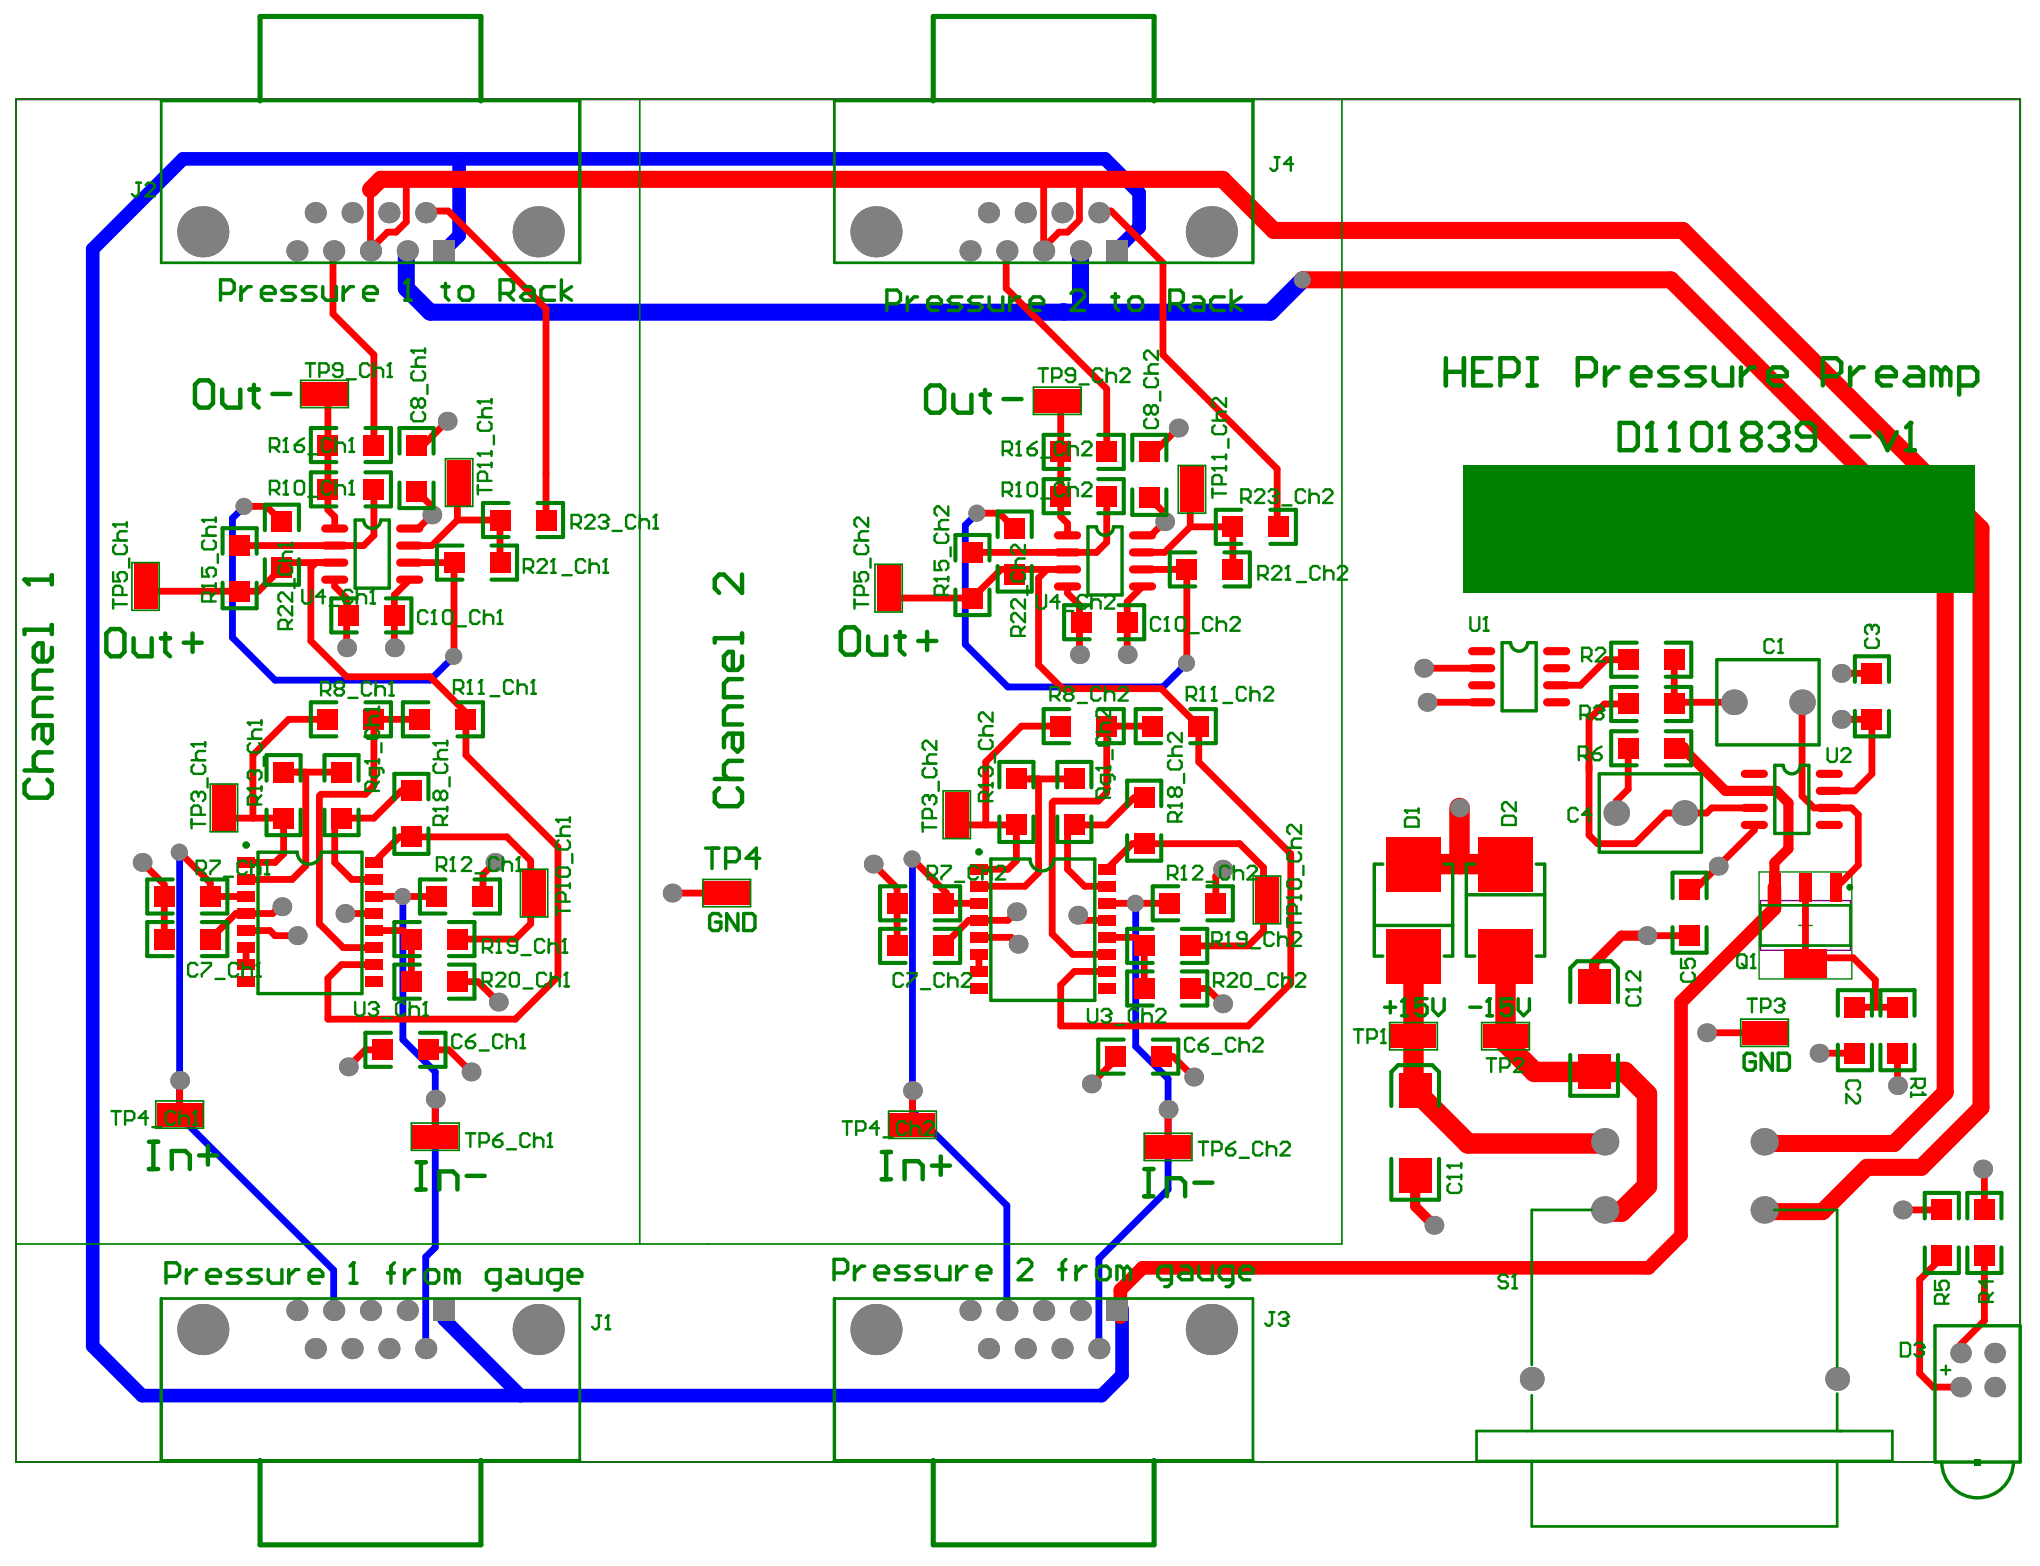 J2
J4
Pressure 1 to Rack
Pressure 2 to Rack
Out-
TP9_Ch1
C8_Ch1
R16_Ch1
R10_Ch1
TP11_Ch1
R23_Ch1
R21_Ch1
R15_Ch1
R22_Ch1
TP5_Ch1
U4_Ch1
C10_Ch1
Out+
Channel 1
R8_Ch1
R11_Ch1
R13_Ch1
Rg1_Ch1
R18_Ch1
TP3_Ch1
R7_Ch1
R12_Ch1
TP10_Ch1
R19_Ch1
R20_Ch1
C7_Ch1
U3_Ch1
C6_Ch1
TP4_Ch1
In+
TP6_Ch1
In-
Pressure 1 from gauge
J1
Out-
TP9_Ch2
C8_Ch2
R16_Ch2
R10_Ch2
TP11_Ch2
R23_Ch2
R21_Ch2
R15_Ch2
R22_Ch2
TP5_Ch2
U4_Ch2
C10_Ch2
Out+
Channel 2
R8_Ch2
R11_Ch2
R13_Ch2
Rg1_Ch2
R18_Ch2
TP3_Ch2
TP4
GND
R7_Ch2
R12_Ch2
TP10_Ch2
R19_Ch2
R20_Ch2
C7_Ch2
U3_Ch2
C6_Ch2
TP4_Ch2
In+
TP6_Ch2
In-
Pressure 2 from gauge
J3
HEPI Pressure Preamp
D1101839 -v1
U1
R2
R3
R6
C1
C3
U2
C4
D1
D2
Q1
C5
C12
+15V
-15V
TP1
TP2
TP3
GND
C2
R1
C11
S1
R5
R4
D3
+